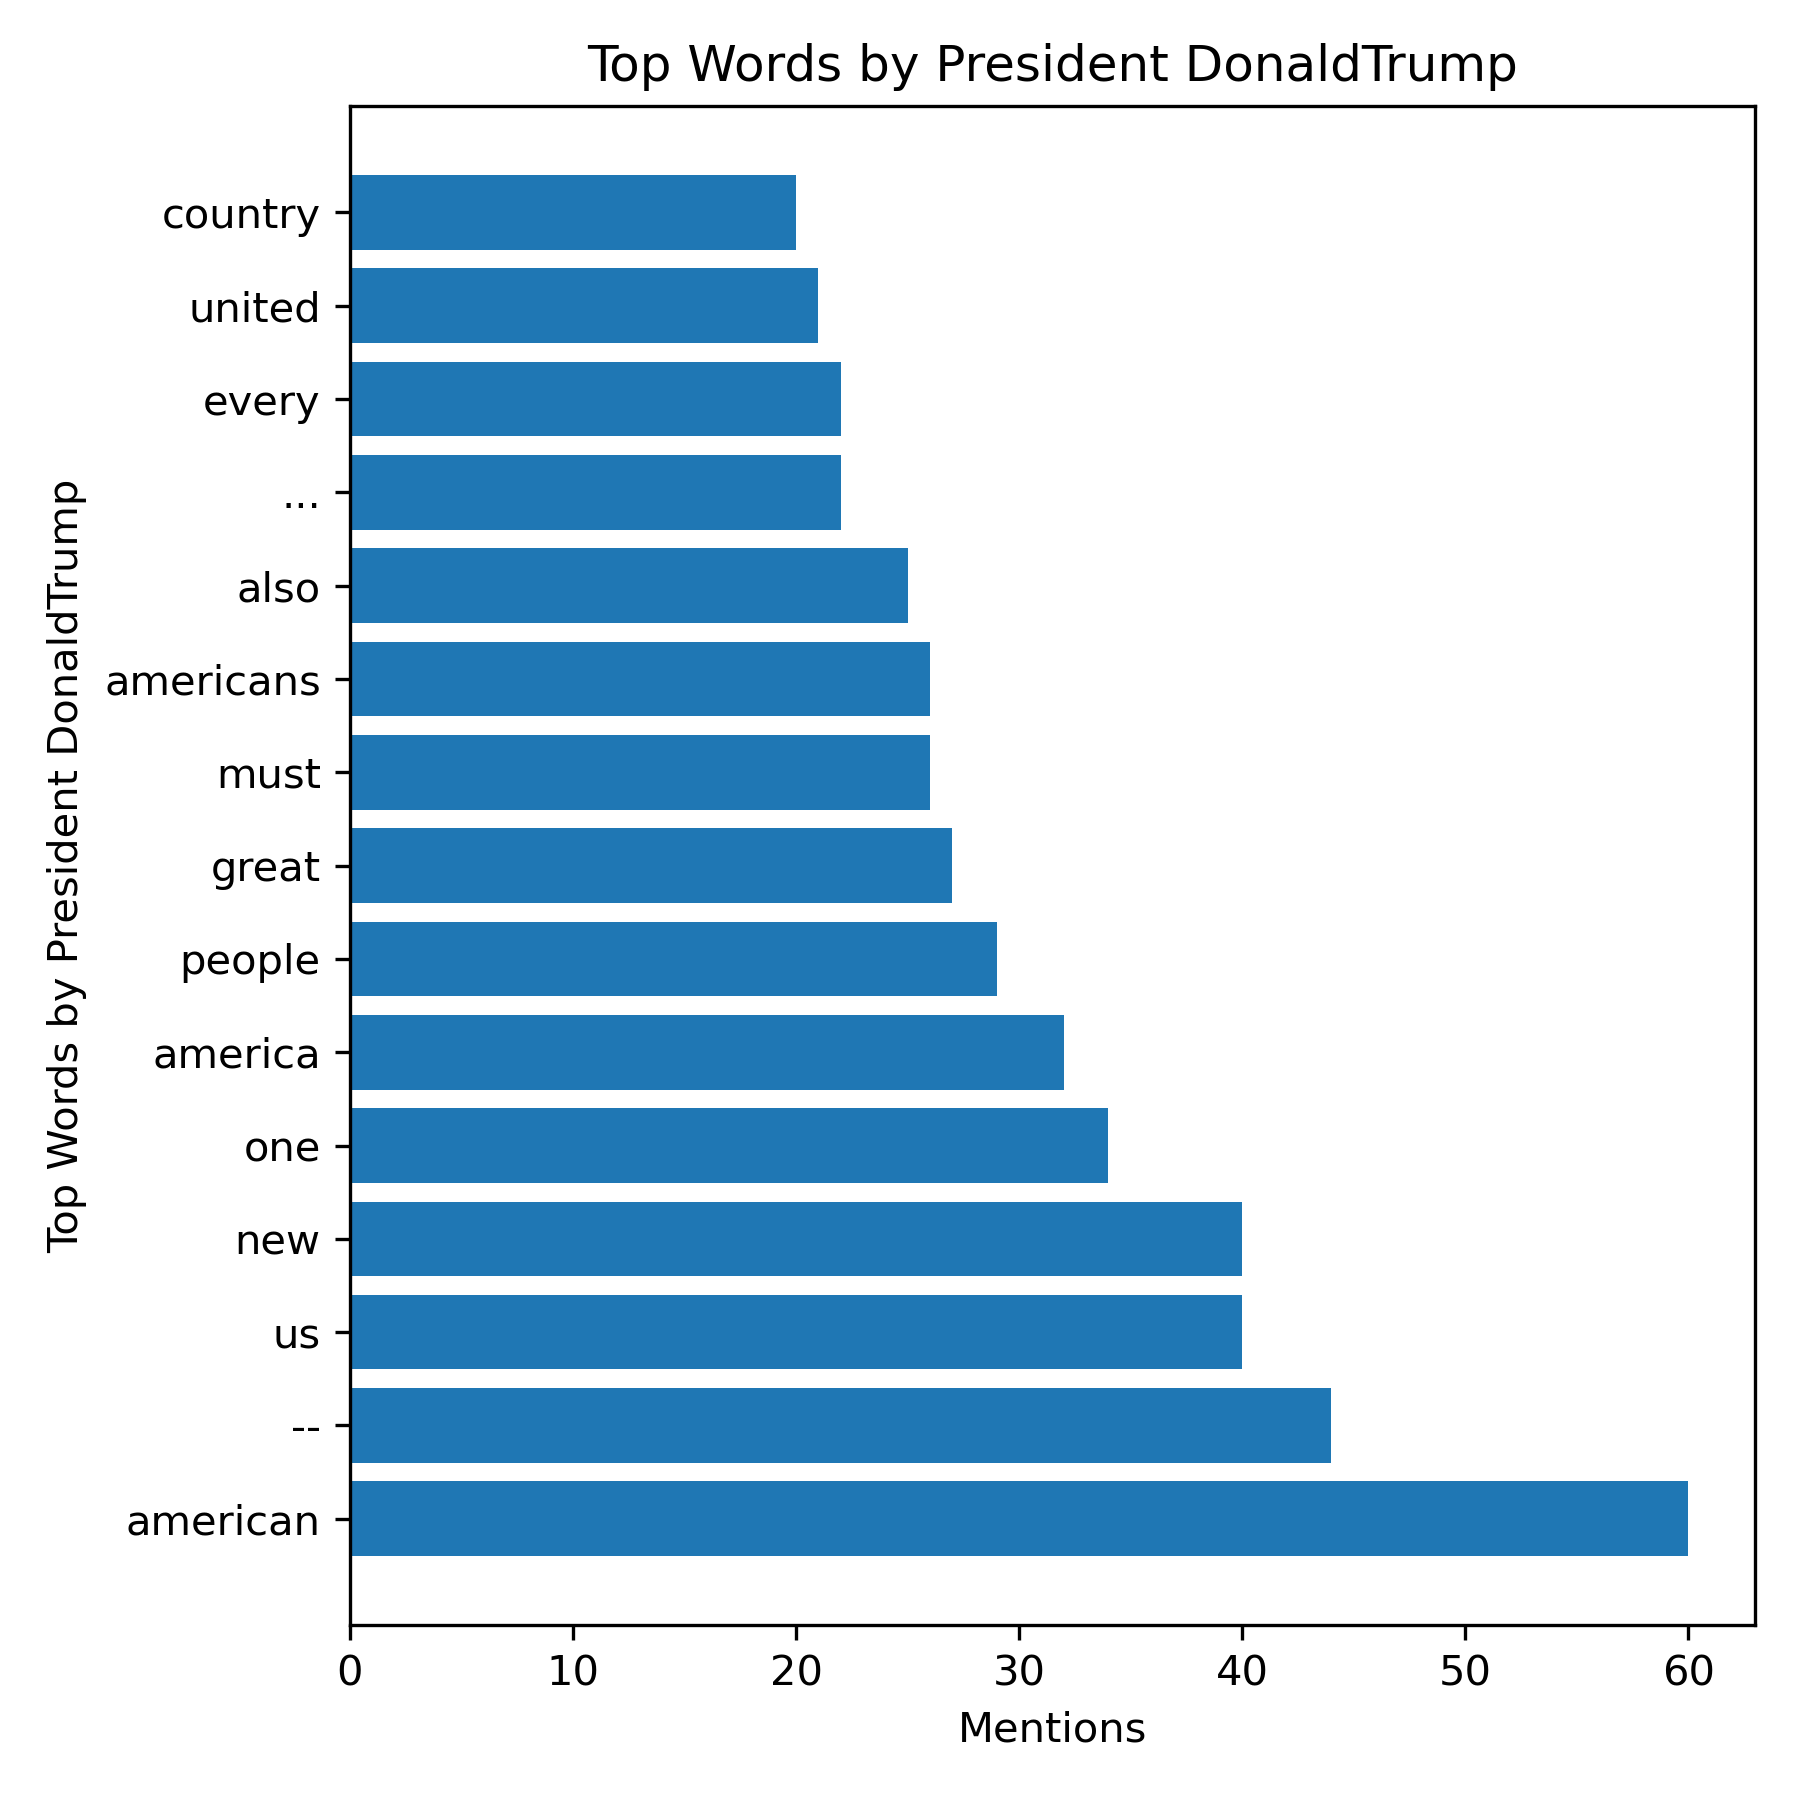 Top Words by President DonaldTrump
country
united
every
...
also
americans
must
great
people
america
one
new
us
--
american
0 10 20 30 40 50 60
Mentions
Top Words by President DonaldTrump